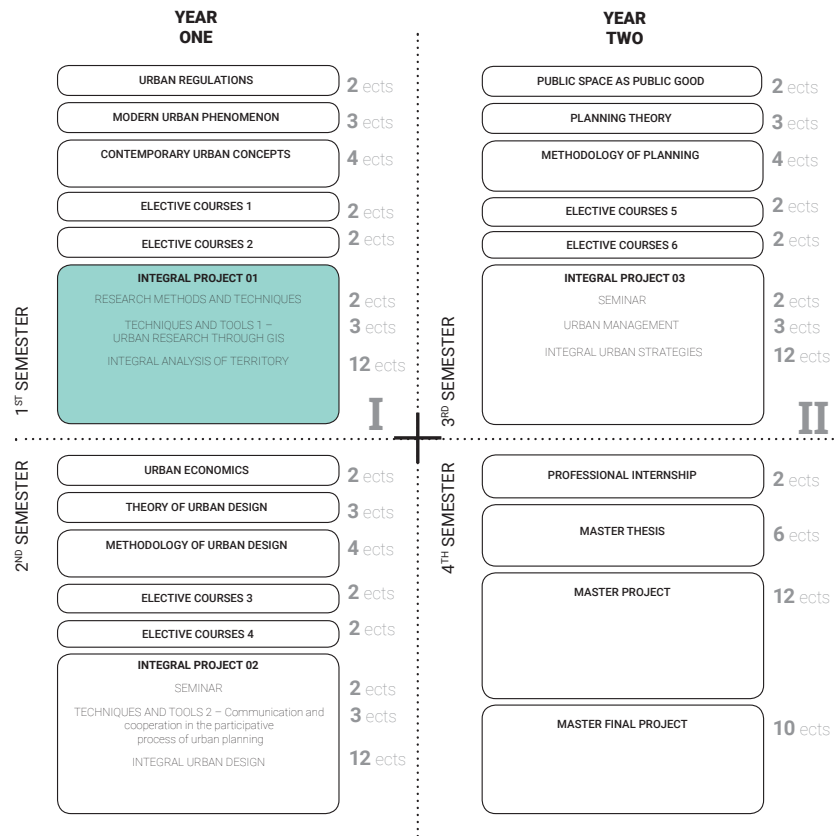 YEAR
ONE
URBAN REGULATIONS
2 ects
MODERN URBAN PHENOMENON
3 ects
CONTEMPORARY URBAN CONCEPTS
4 ects
ELECTIVE COURSES 1
2 ects
ELECTIVE COURSES 2
2 ects
INTEGRAL PROJECT 01
RESEARCH METHODS AND TECHNIQUES
2 ects
TECHNIQUES AND TOOLS 1 –
URBAN RESEARCH THROUGH GIS
3 ects
INTEGRAL ANALYSIS OF TERRITORY
12 ects
1ST SEMESTER
I
YEAR
TWO
PUBLIC SPACE AS PUBLIC GOOD
2 ects
PLANNING THEORY
3 ects
METHODOLOGY OF PLANNING
4 ects
ELECTIVE COURSES 5
2 ects
ELECTIVE COURSES 6
2 ects
INTEGRAL PROJECT 03
SEMINAR
2 ects
URBAN MANAGEMENT
3 ects
INTEGRAL URBAN STRATEGIES
12 ects
3RD SEMESTER
II
2ND SEMESTER
URBAN ECONOMICS
2 ects
THEORY OF URBAN DESIGN
3 ects
METHODOLOGY OF URBAN DESIGN
4 ects
ELECTIVE COURSES 3
2 ects
ELECTIVE COURSES 4
2 ects
INTEGRAL PROJECT 02
SEMINAR
2 ects
TECHNIQUES AND TOOLS 2 – Communication and
cooperation in the participative
process of urban planning
3 ects
INTEGRAL URBAN DESIGN
12 ects
4TH SEMESTER
PROFESSIONAL INTERNSHIP
2 ects
MASTER THESIS
6 ects
MASTER PROJECT
12 ects
MASTER FINAL PROJECT
10 ects